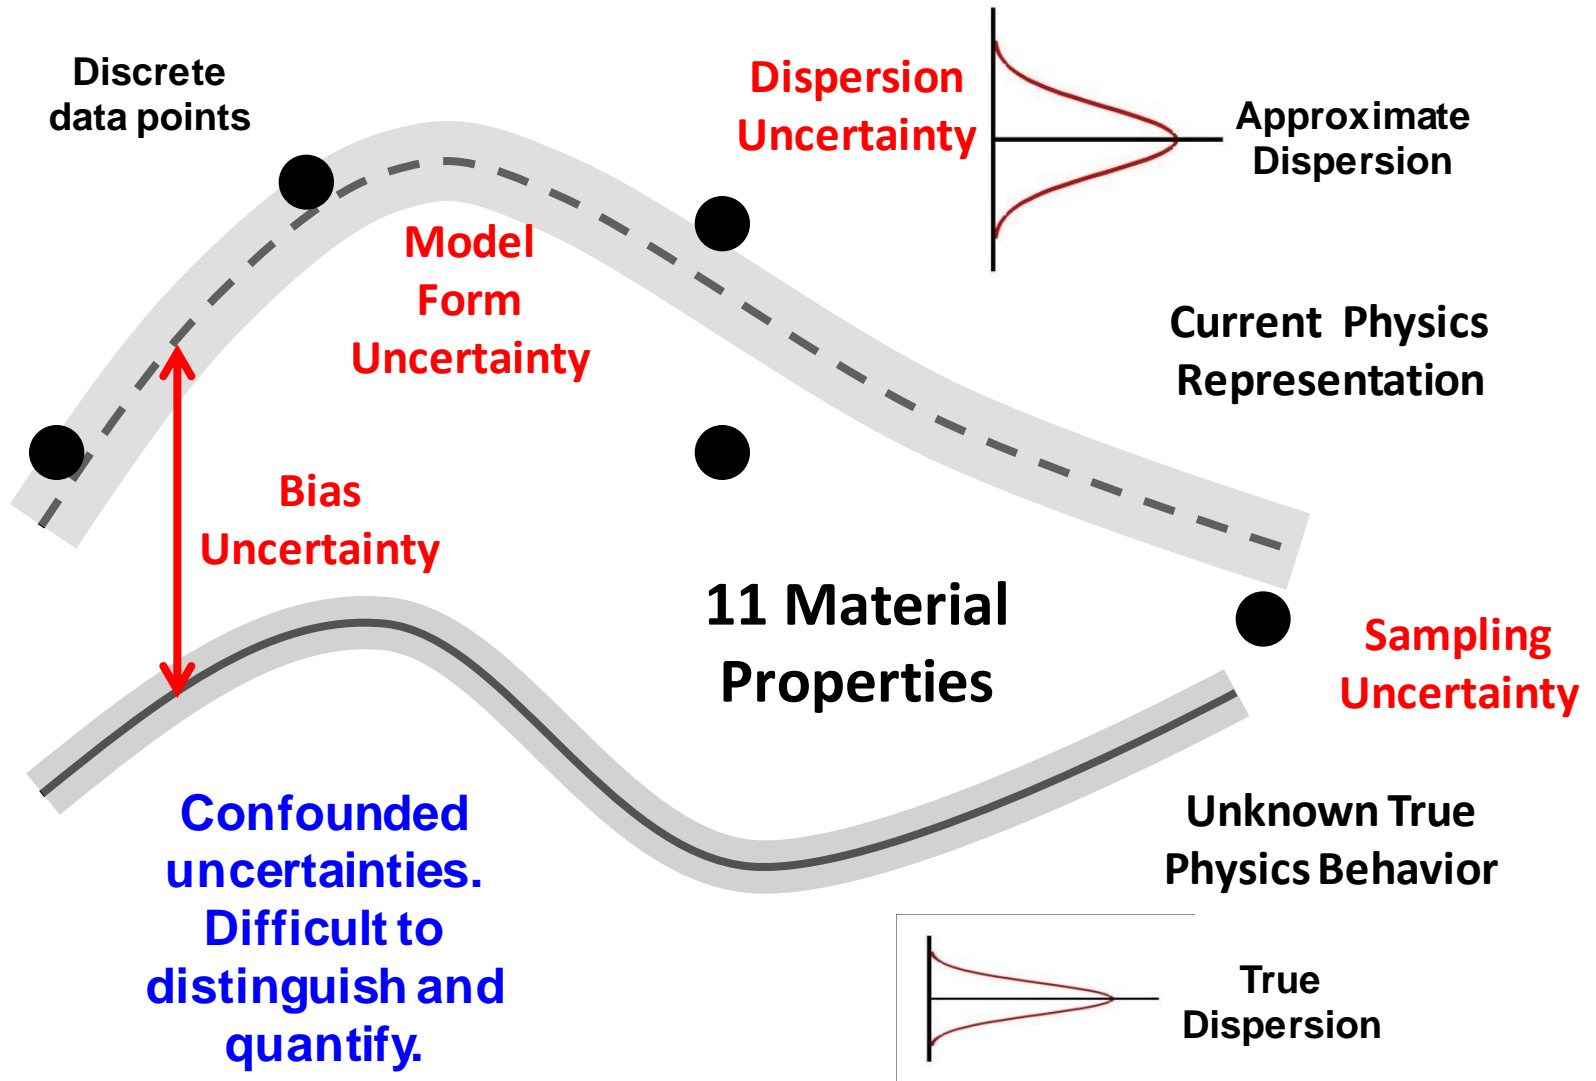 Discrete
data points
Dispersion
Uncertainty
Approximate
Dispersion
Model
Form
Uncertainty
Current Physics
Representation
Bias
Uncertainty
11 Material
Properties
Sampling
Uncertainty
Confounded
uncertainties.
Difficult to
distinguish and
quantify.
Unknown True
Physics Behavior
True
Dispersion